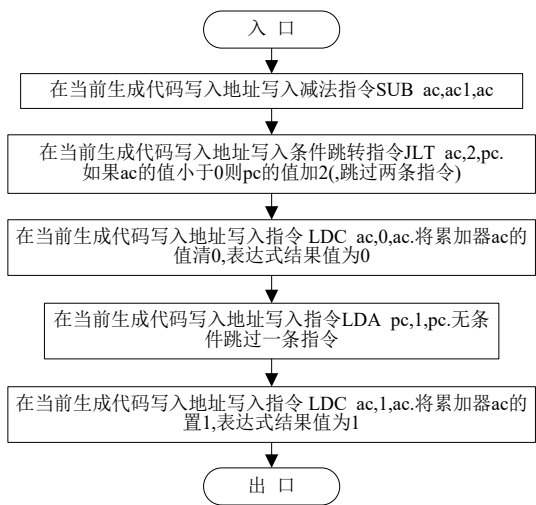 入 口
在当前生成代码写入地址写入减法指令SUB ac,ac1,ac
在当前生成代码写入地址写入条件跳转指令JLT ac,2,pc.
如果ac的值小于0则pc的值加2(,跳过两条指令)
在当前生成代码写入地址写入指令 LDC ac,0,ac.将累加器ac的
值清0,表达式结果值为0
在当前生成代码写入地址写入指令LDA pc,1,pc.无条
件跳过一条指令
在当前生成代码写入地址写入指令 LDC ac,1,ac.将累加器ac的
置1,表达式结果值为1
出 口